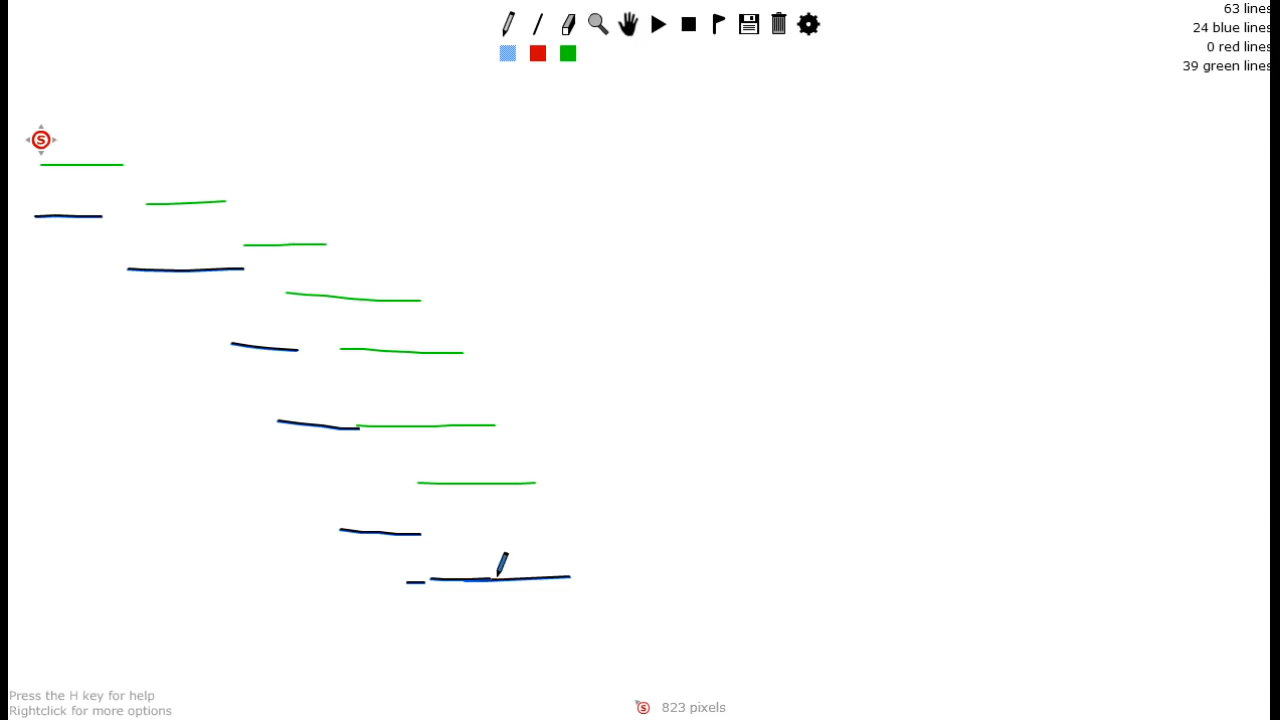 63 lines
24 blue lines
0 red lines
39 green lines
S
Press the H key for help
Rightclick for more options
S 823 pixels